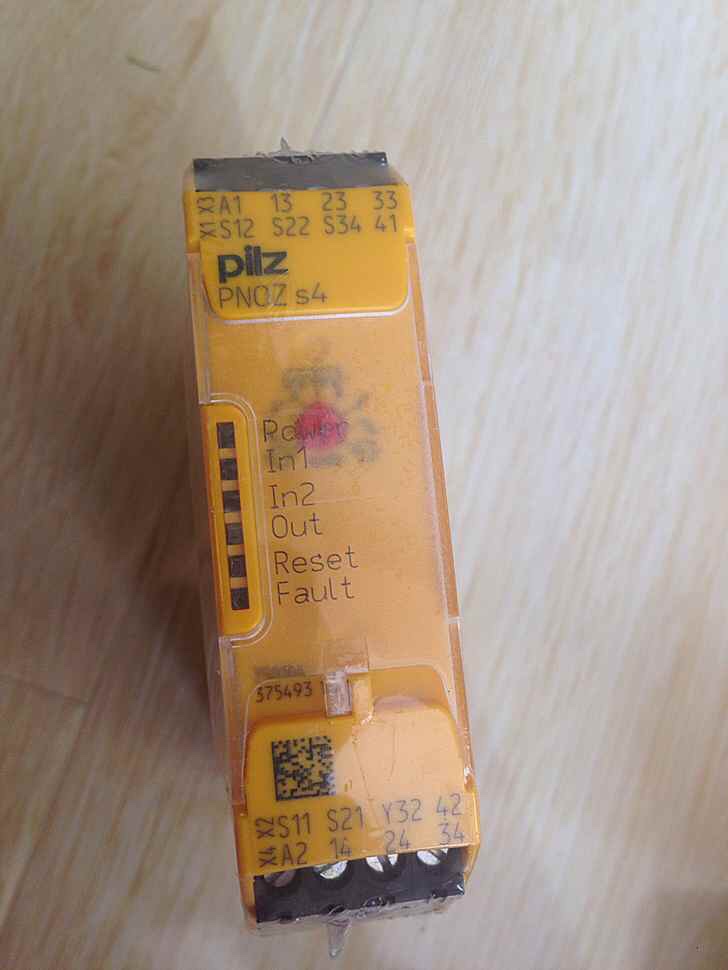 X3 A1 13 23 33
X1 S12 S22 S34 41
pilz
PNOZ s4
Power
In1
In2
Out
Reset
Fault
375493
X2 S11 S21 Y32 42
X4 A2 14 24 34